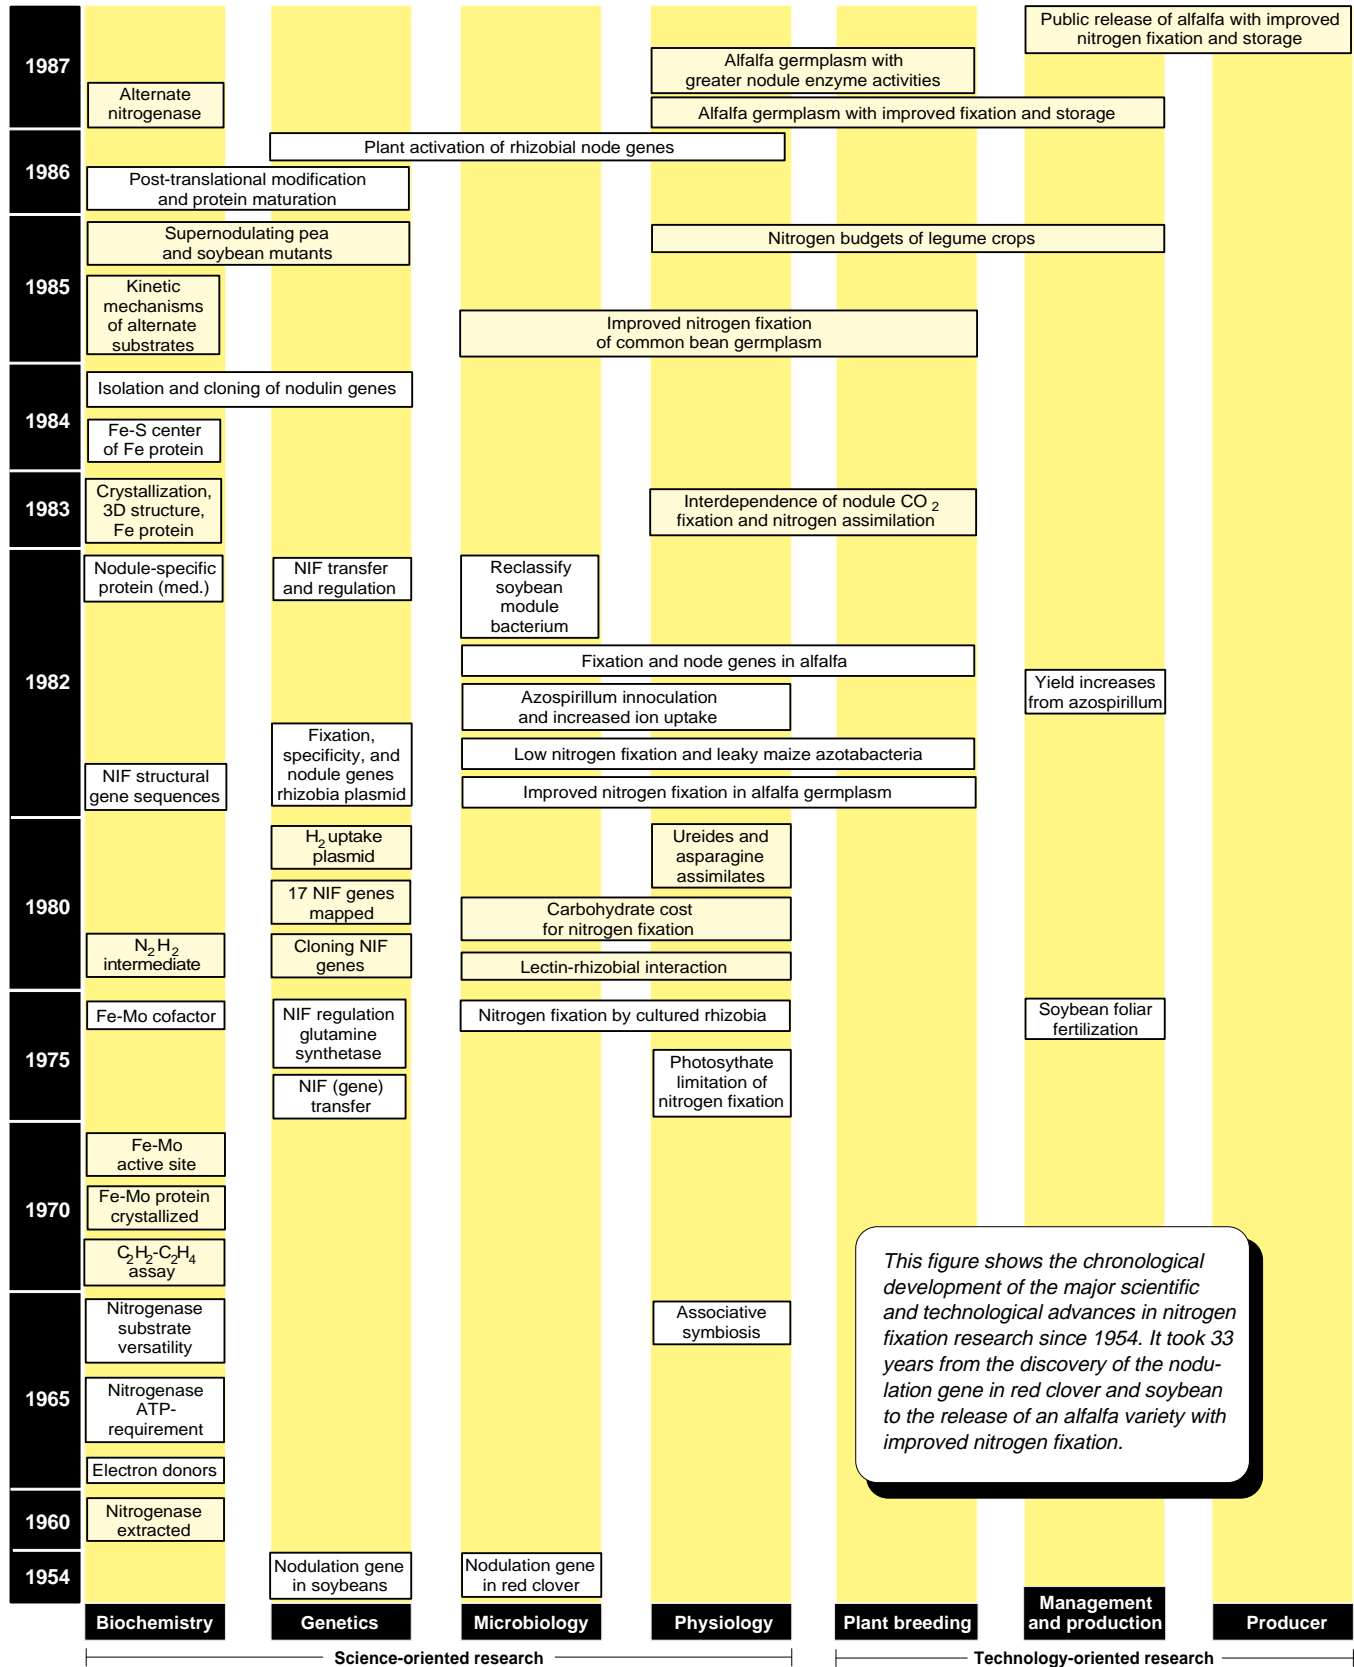 Public release of alfalfa with improved
nitrogen fixation and storage
1987
Alfalfa germplasm with
greater nodule enzyme activities
Alternate
nitrogenase
Alfalfa germplasm with improved fixation and storage
1986
Plant activation of rhizobial node genes
Post-translational modification
and protein maturation
1985
Supernodulating pea
and soybean mutants
Nitrogen budgets of legume crops
Kinetic
mechanisms
of alternate
substrates
Improved nitrogen fixation
of common bean germplasm
1984
Isolation and cloning of nodulin genes
Fe-S center
of Fe protein
1983
Crystallization,
3D structure,
Fe protein
Interdependence of nodule CO2
fixation and nitrogen assimilation
1982
Nodule-specific
protein (med.)
NIF transfer
and regulation
Reclassify
soybean
module
bacterium
Fixation and node genes in alfalfa
Azospirillum innoculation
and increased ion uptake
Yield increases
from azospirillum
Fixation,
specificity, and
nodule genes
rhizobia plasmid
Low nitrogen fixation and leaky maize azotabacteria
NIF structural
gene sequences
Improved nitrogen fixation in alfalfa germplasm
1980
H2 uptake
plasmid
Ureides and
asparagine
assimilates
17 NIF genes
mapped
Carbohydrate cost
for nitrogen fixation
N2H2
intermediate
Cloning NIF
genes
Lectin-rhizobial interaction
1975
Fe-Mo cofactor
NIF regulation
glutamine
synthetase
Nitrogen fixation by cultured rhizobia
Soybean foliar
fertilization
NIF (gene)
transfer
Photosythate
limitation of
nitrogen fixation
1970
Fe-Mo
active site
Fe-Mo protein
crystallized
C2H2-C2H4
assay
1965
Nitrogenase
substrate
versatility
Associative
symbiosis
Nitrogenase
ATP-
requirement
Electron donors
This figure shows the chronological
development of the major scientific
and technological advances in nitrogen
fixation research since 1954. It took 33
years from the discovery of the nodu-
lation gene in red clover and soybean
to the release of an alfalfa variety with
improved nitrogen fixation.
1960
Nitrogenase
extracted
1954
Nodulation gene
in soybeans
Nodulation gene
in red clover
Biochemistry
Genetics
Microbiology
Physiology
Plant breeding
Management
and production
Producer
Science-oriented research
Technology-oriented research